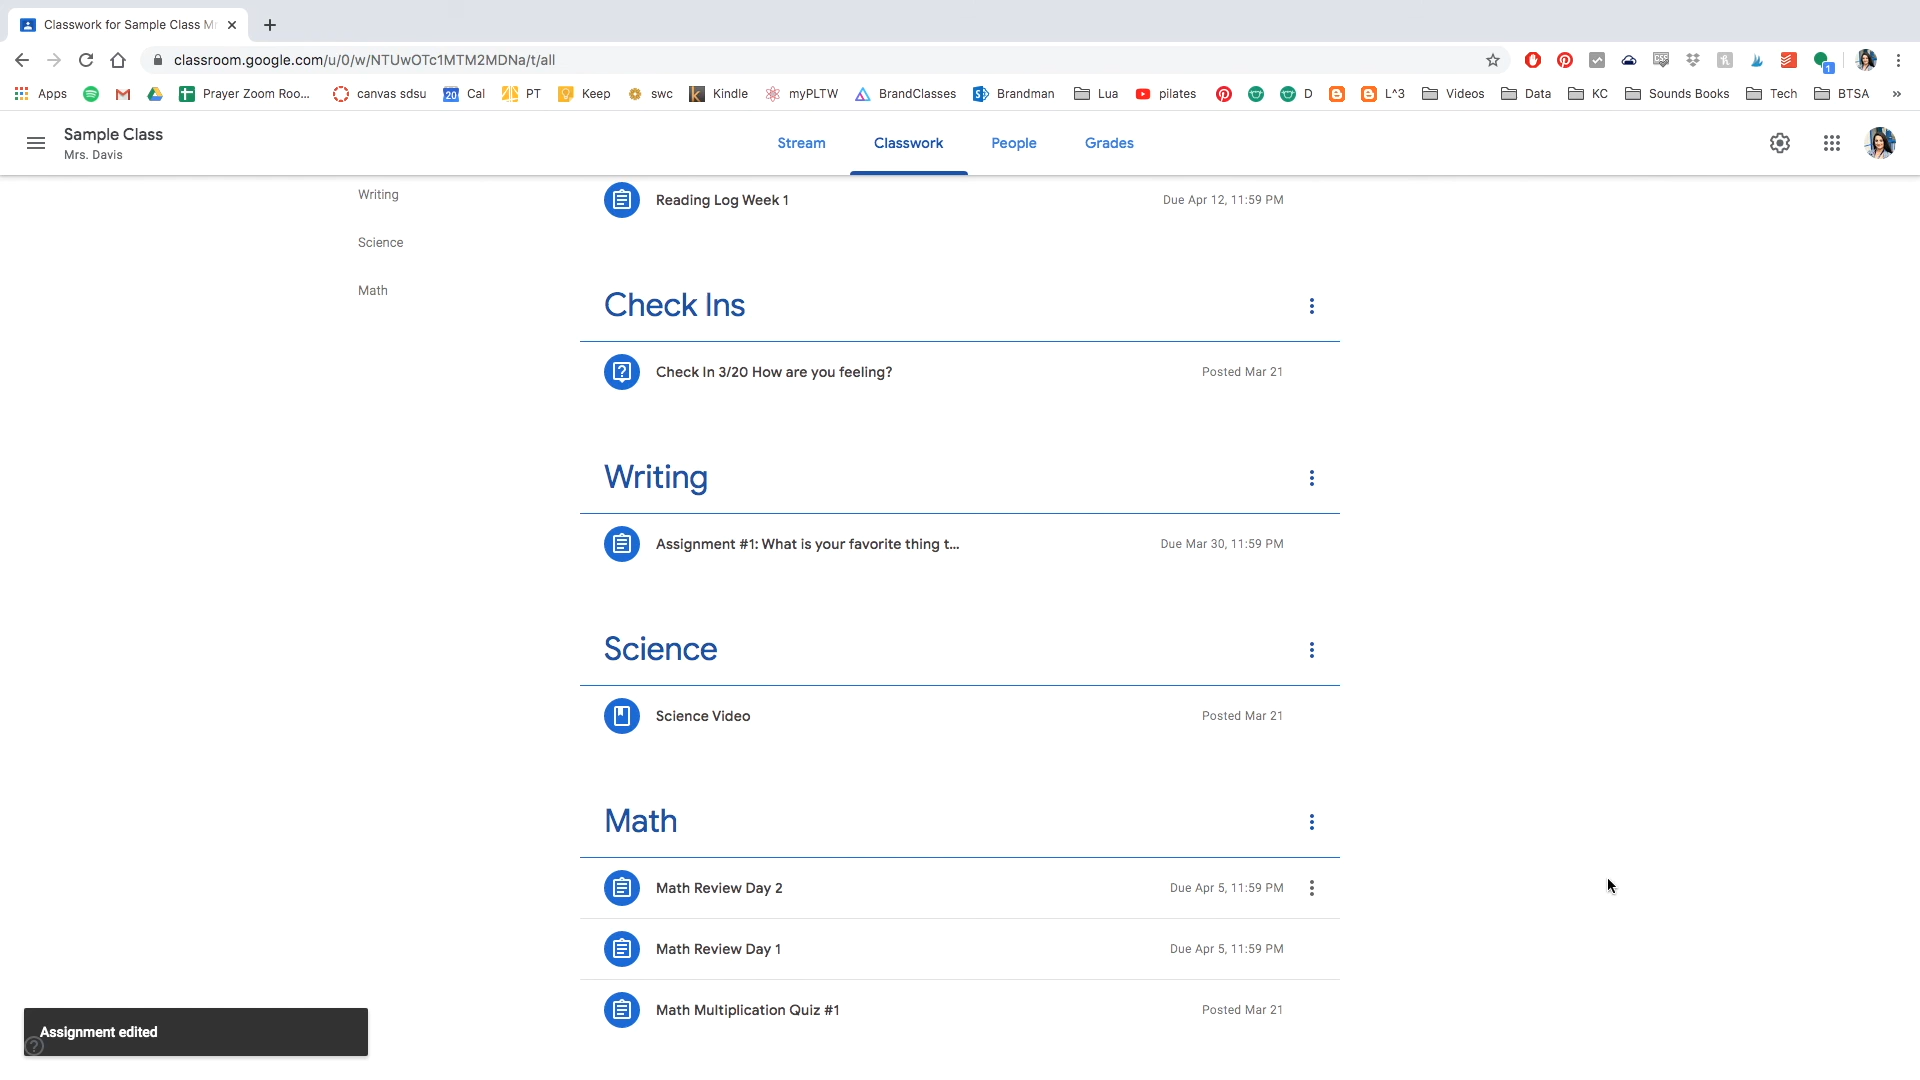 Classwork for Sample Class Mr
classroom.google.com/u/0/w/NTUwOTc1MTM2MDNa/t/all
Apps Prayer Zoom Roo... canvas sdsu 20 Cal PT Keep swc Kindle myPLTW BrandClasses Brandman Lua pilates D L^3 Videos Data KC Sounds Books Tech BTSA »
Sample Class
Mrs. Davis
Stream Classwork People Grades
Writing
Science
Math
Reading Log Week 1 Due Apr 12, 11:59 PM
Check Ins
Check In 3/20 How are you feeling? Posted Mar 21
Writing
Assignment #1: What is your favorite thing t... Due Mar 30, 11:59 PM
Science
Science Video Posted Mar 21
Math
Math Review Day 2 Due Apr 5, 11:59 PM
Math Review Day 1 Due Apr 5, 11:59 PM
Math Multiplication Quiz #1 Posted Mar 21
Assignment edited